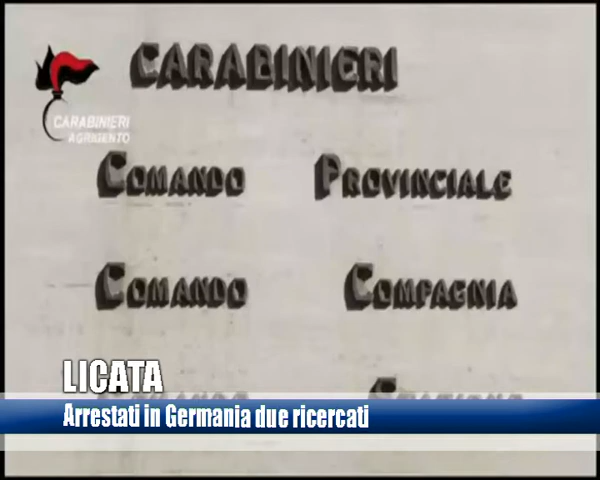 CARABINIERI
CARABINIERI
AGRIGENTO
COMANDO PROVINCIALE
COMANDO COMPAGNIA
LICATA
Arrestati in Germania due ricercati